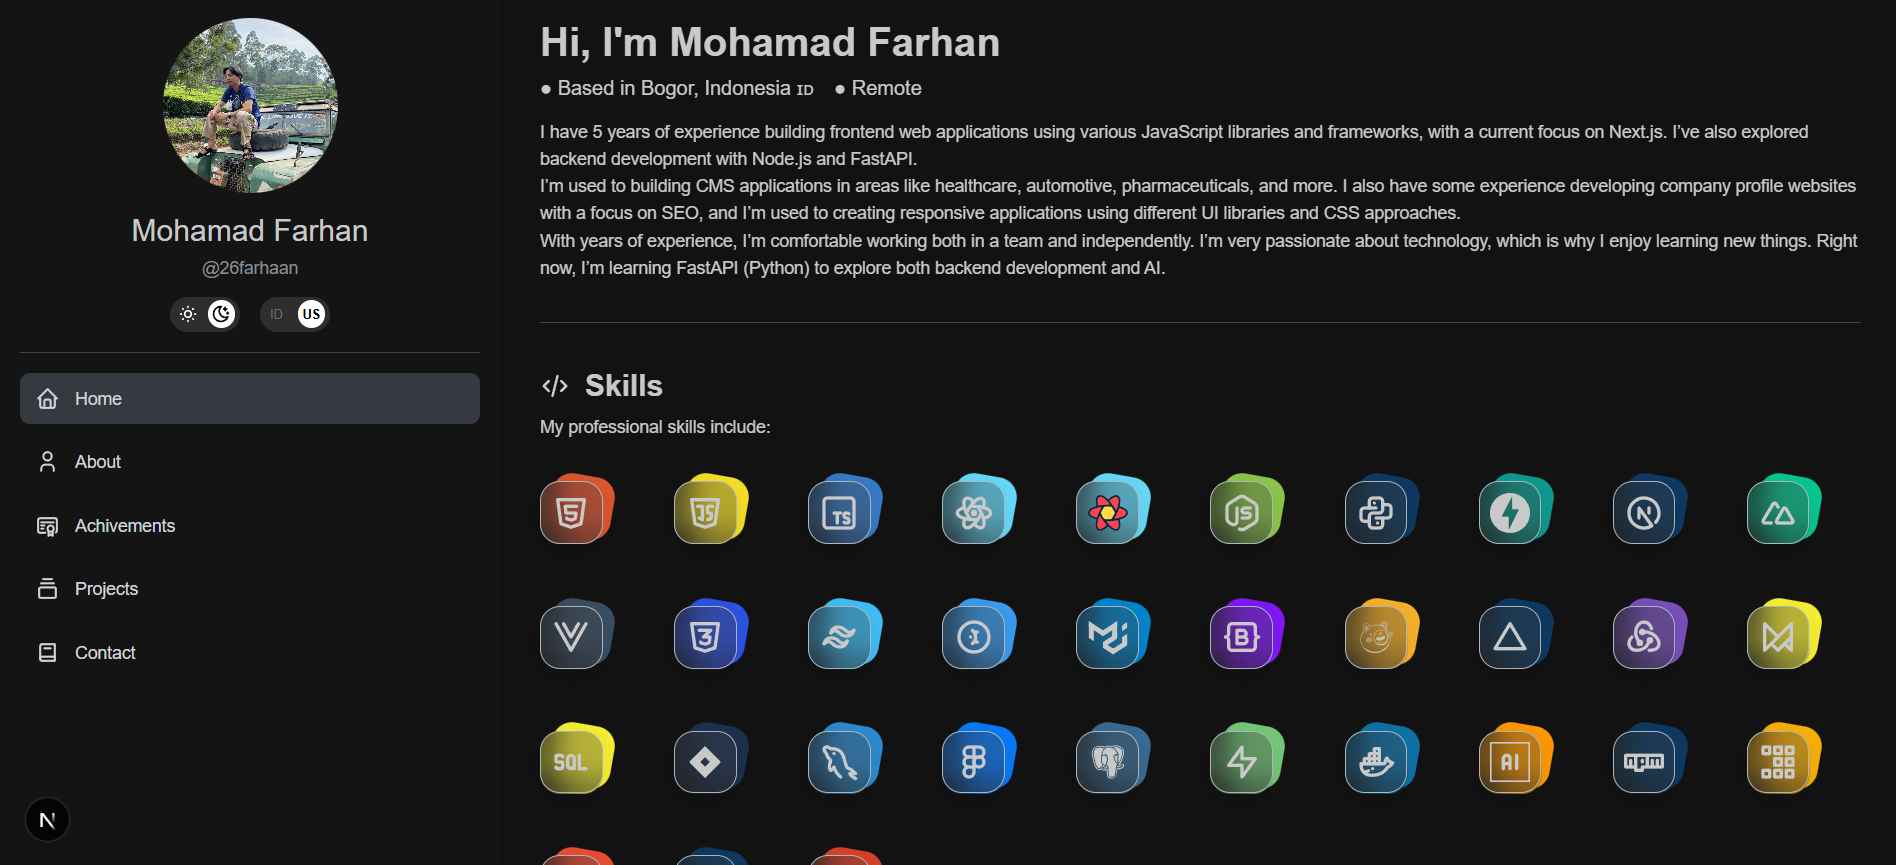 Mohamad Farhan
@26farhaan
ID US
Home
About
Achivements
Projects
Contact
N
Hi, I'm Mohamad Farhan
● Based in Bogor, Indonesia ID ● Remote
I have 5 years of experience building frontend web applications using various JavaScript libraries and frameworks, with a current focus on Next.js. I’ve also explored
backend development with Node.js and FastAPI.
I’m used to building CMS applications in areas like healthcare, automotive, pharmaceuticals, and more. I also have some experience developing company profile websites
with a focus on SEO, and I’m used to creating responsive applications using different UI libraries and CSS approaches.
With years of experience, I’m comfortable working both in a team and independently. I’m very passionate about technology, which is why I enjoy learning new things. Right
now, I’m learning FastAPI (Python) to explore both backend development and AI.
</> Skills
My professional skills include:
5 JS TS JS N
3 B
SQL AI npm